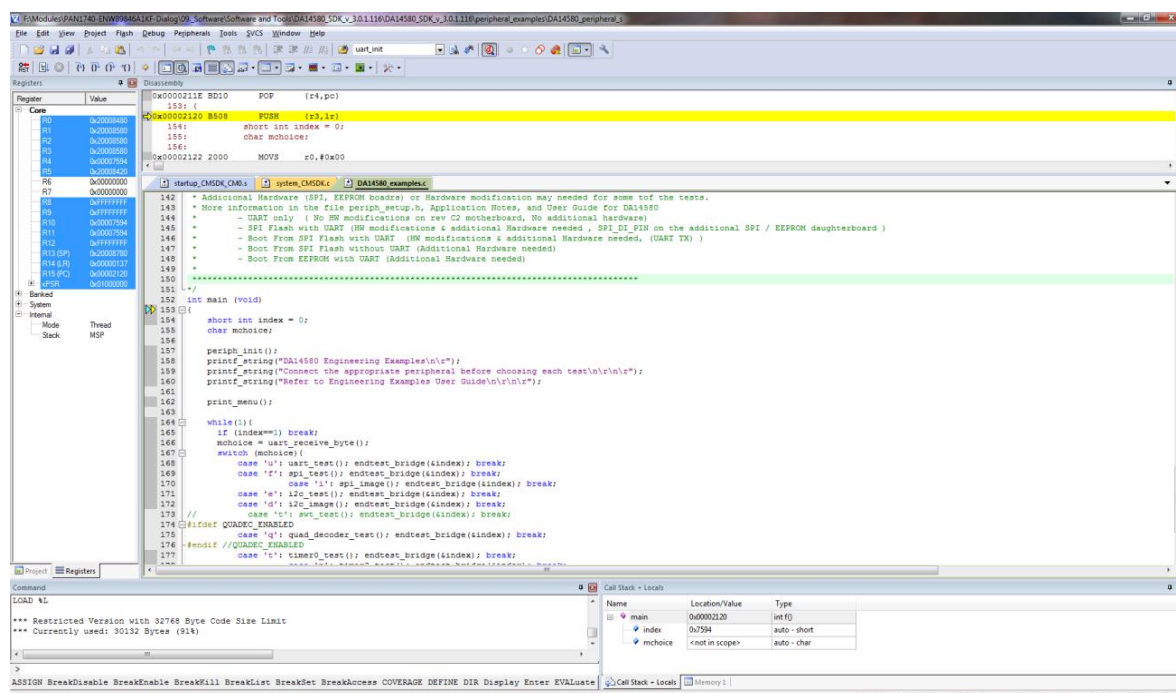 F:\Modules\PAN1740-ENW89846A1KF-Dialog\09_Software\Software and Tools\DA14580_SDK_v_3.0.1.116\DA14580_SDK_v_3.0.1.116\peripheral_examples\DA14580_peripheral_s
File Edit View Project Flash Debug Peripherals Tools SVCS Window Help
uart_init
Registers
Register Value
Core
R0 0x20008480
R1 0x20008580
R2 0x20008580
R3 0x20008580
R4 0x00007594
R5 0x20008420
R6 0x00000000
R7 0x00000000
R8 0xFFFFFFFF
R9 0xFFFFFFFF
R10 0x00007594
R11 0x00007594
R12 0xFFFFFFFF
R13 (SP) 0x20008780
R14 (LR) 0x00000137
R15 (PC) 0x00002120
xPSR 0x01000000
Banked
System
Internal
Mode Thread
Stack MSP
Project Registers
Disassembly
0x0000211E BD10 POP {r4,pc}
153: {
0x00002120 B508 PUSH {r3,lr}
154: short int index = 0;
155: char mchoice;
156:
0x00002122 2000 MOVS r0,#0x00
startup_CMSDK_CM0.s system_CMSDK.c DA14580_examples.c
142 * Addicional Hardware (SPI, EEPROM boadrs) or Hardware modification may needed for some tof the tests.
143 * More information in the file periph_setup.h, Application Notes, and User Guide for DA14580
144 * - UART only ( No HW modifications on rev C2 motherboard, No additional hardware)
145 * - SPI Flash with UART (HW modifications & additional Hardware needed , SPI_DI_PIN on the additional SPI / EEPROM daughterboard )
146 * - Boot From SPI Flash with UART (HW modifications & additional Hardware needed, (UART TX) )
147 * - Boot From SPI Flash without UART (Additional Hardware needed)
148 * - Boot From EEPROM with UART (Additional Hardware needed)
149 *
150 ****************************************************************************************
151 */
152 int main (void)
153 {
154 short int index = 0;
155 char mchoice;
156
157 periph_init();
158 printf_string("DA14580 Engineering Examples\n\r");
159 printf_string("Connect the appropriate peripheral before choosing each test\n\r\n\r");
160 printf_string("Refer to Engineering Examples User Guide\n\r\n\r");
161
162 print_menu();
163
164 while(1){
165 if (index==1) break;
166 mchoice = uart_receive_byte();
167 switch (mchoice){
168 case 'u': uart_test(); endtest_bridge(&index); break;
169 case 'f': spi_test(); endtest_bridge(&index); break;
170 case 'i': spi_image(); endtest_bridge(&index); break;
171 case 'e': i2c_test(); endtest_bridge(&index); break;
172 case 'd': i2c_image(); endtest_bridge(&index); break;
173 // case 't': swt_test(); endtest_bridge(&index); break;
174 #ifdef QUADEC_ENABLED
175 case 'q': quad_decoder_test(); endtest_bridge(&index); break;
176 #endif //QUADEC_ENABLED
177 case 't': timer0_test(); endtest_bridge(&index); break;
Command
LOAD %L
*** Restricted Version with 32768 Byte Code Size Limit
*** Currently used: 30132 Bytes (91%)
>
ASSIGN BreakDisable BreakEnable BreakKill BreakList BreakSet BreakAccess COVERAGE DEFINE DIR Display Enter EVALuate
Call Stack + Locals
Name Location/Value Type
main 0x00002120 int f()
index 0x7594 auto - short
mchoice <not in scope> auto - char
Call Stack + Locals Memory 1